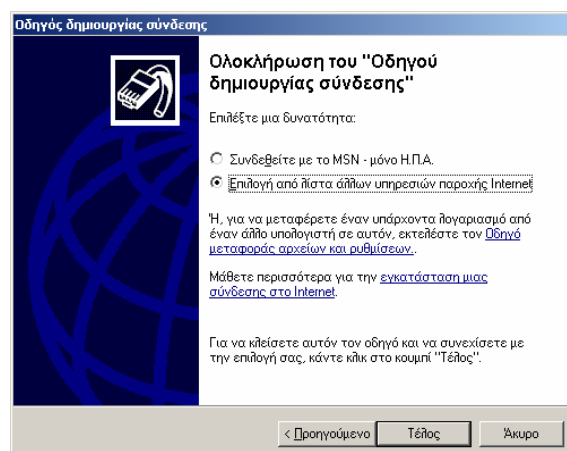 Οδηγός δημιουργίας σύνδεσης
Ολοκλήρωση του "Οδηγού
δημιουργίας σύνδεσης"
Επιλέξτε μια δυνατότητα:
Συνδεθείτε με το MSN - μόνο Η.Π.Α.
Επιλογή από λίστα άλλων υπηρεσιών παροχής Internet
Ή, για να μεταφέρετε έναν υπάρχοντα λογαριασμό από
έναν άλλο υπολογιστή σε αυτόν, εκτελέστε τον Οδηγό
μεταφοράς αρχείων και ρυθμίσεων..
Μάθετε περισσότερα για την εγκατάσταση μιας
σύνδεσης στο Internet.
Για να κλείσετε αυτόν τον οδηγό και να συνεχίσετε με
την επιλογή σας, κάντε κλικ στο κουμπί "Τέλος".
< Προηγούμενο Τέλος Άκυρο